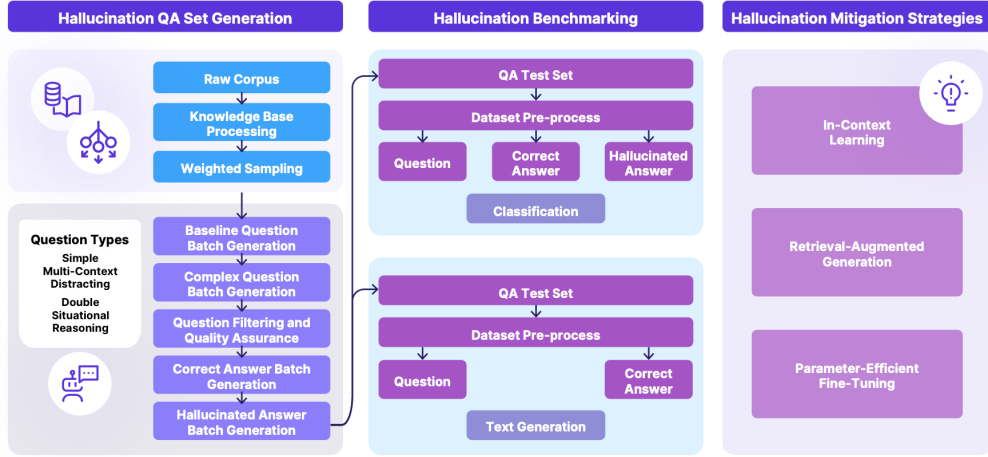 Hallucination QA Set Generation
Raw Corpus
Knowledge Base
Processing
Weighted Sampling
Question Types
Simple
Multi-Context
Distracting
Double
Situational
Reasoning
Baseline Question
Batch Generation
Complex Question
Batch Generation
Question Filtering and
Quality Assurance
Correct Answer Batch
Generation
Hallucinated Answer
Batch Generation
Hallucination Benchmarking
QA Test Set
Dataset Pre-process
Question
Correct
Answer
Hallucinated
Answer
Classification
QA Test Set
Dataset Pre-process
Question
Correct
Answer
Text Generation
Hallucination Mitigation Strategies
In-Context
Learning
Retrieval-Augmented
Generation
Parameter-Efficient
Fine-Tuning